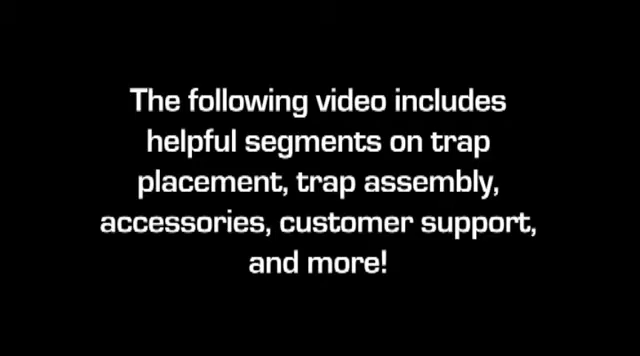 The following video includes
helpful segments on trap
placement, trap assembly,
accessories, customer support,
and more!